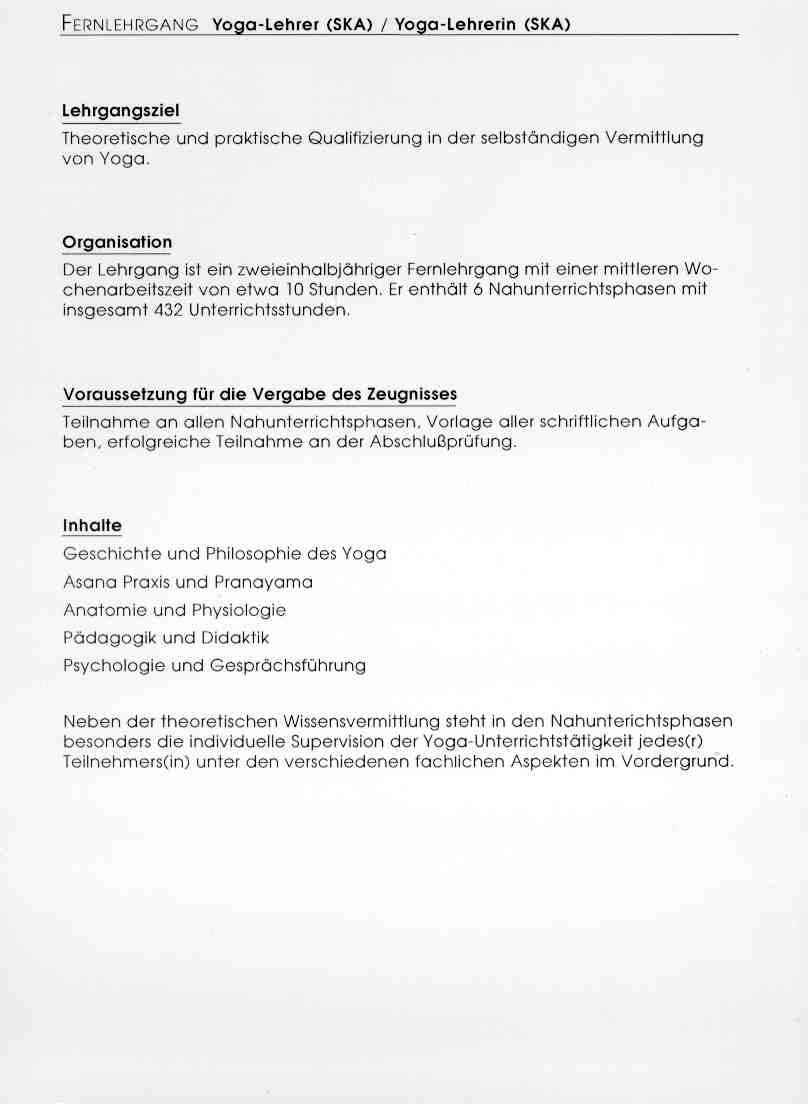 FERNLEHRGANG Yoga-Lehrer (SKA) / Yoga-Lehrerin (SKA)
Lehrgangsziel
Theoretische und praktische Qualifizierung in der selbständigen Vermittlung
von Yoga.
Organisation
Der Lehrgang ist ein zweieinhalbjähriger Fernlehrgang mit einer mittleren Wo-
chenarbeitszeit von etwa 10 Stunden. Er enthält 6 Nahunterrichtsphasen mit
insgesamt 432 Unterrichtsstunden.
Voraussetzung für die Vergabe des Zeugnisses
Teilnahme an allen Nahunterrichtsphasen, Vorlage aller schriftlichen Aufga-
ben, erfolgreiche Teilnahme an der Abschlußprüfung.
Inhalte
Geschichte und Philosophie des Yoga
Asana Praxis und Pranayama
Anatomie und Physiologie
Pädagogik und Didaktik
Psychologie und Gesprächsführung
Neben der theoretischen Wissensvermittlung steht in den Nahunterichtsphasen
besonders die individuelle Supervision der Yoga-Unterrichtstätigkeit jedes(r)
Teilnehmers(in) unter den verschiedenen fachlichen Aspekten im Vordergrund.